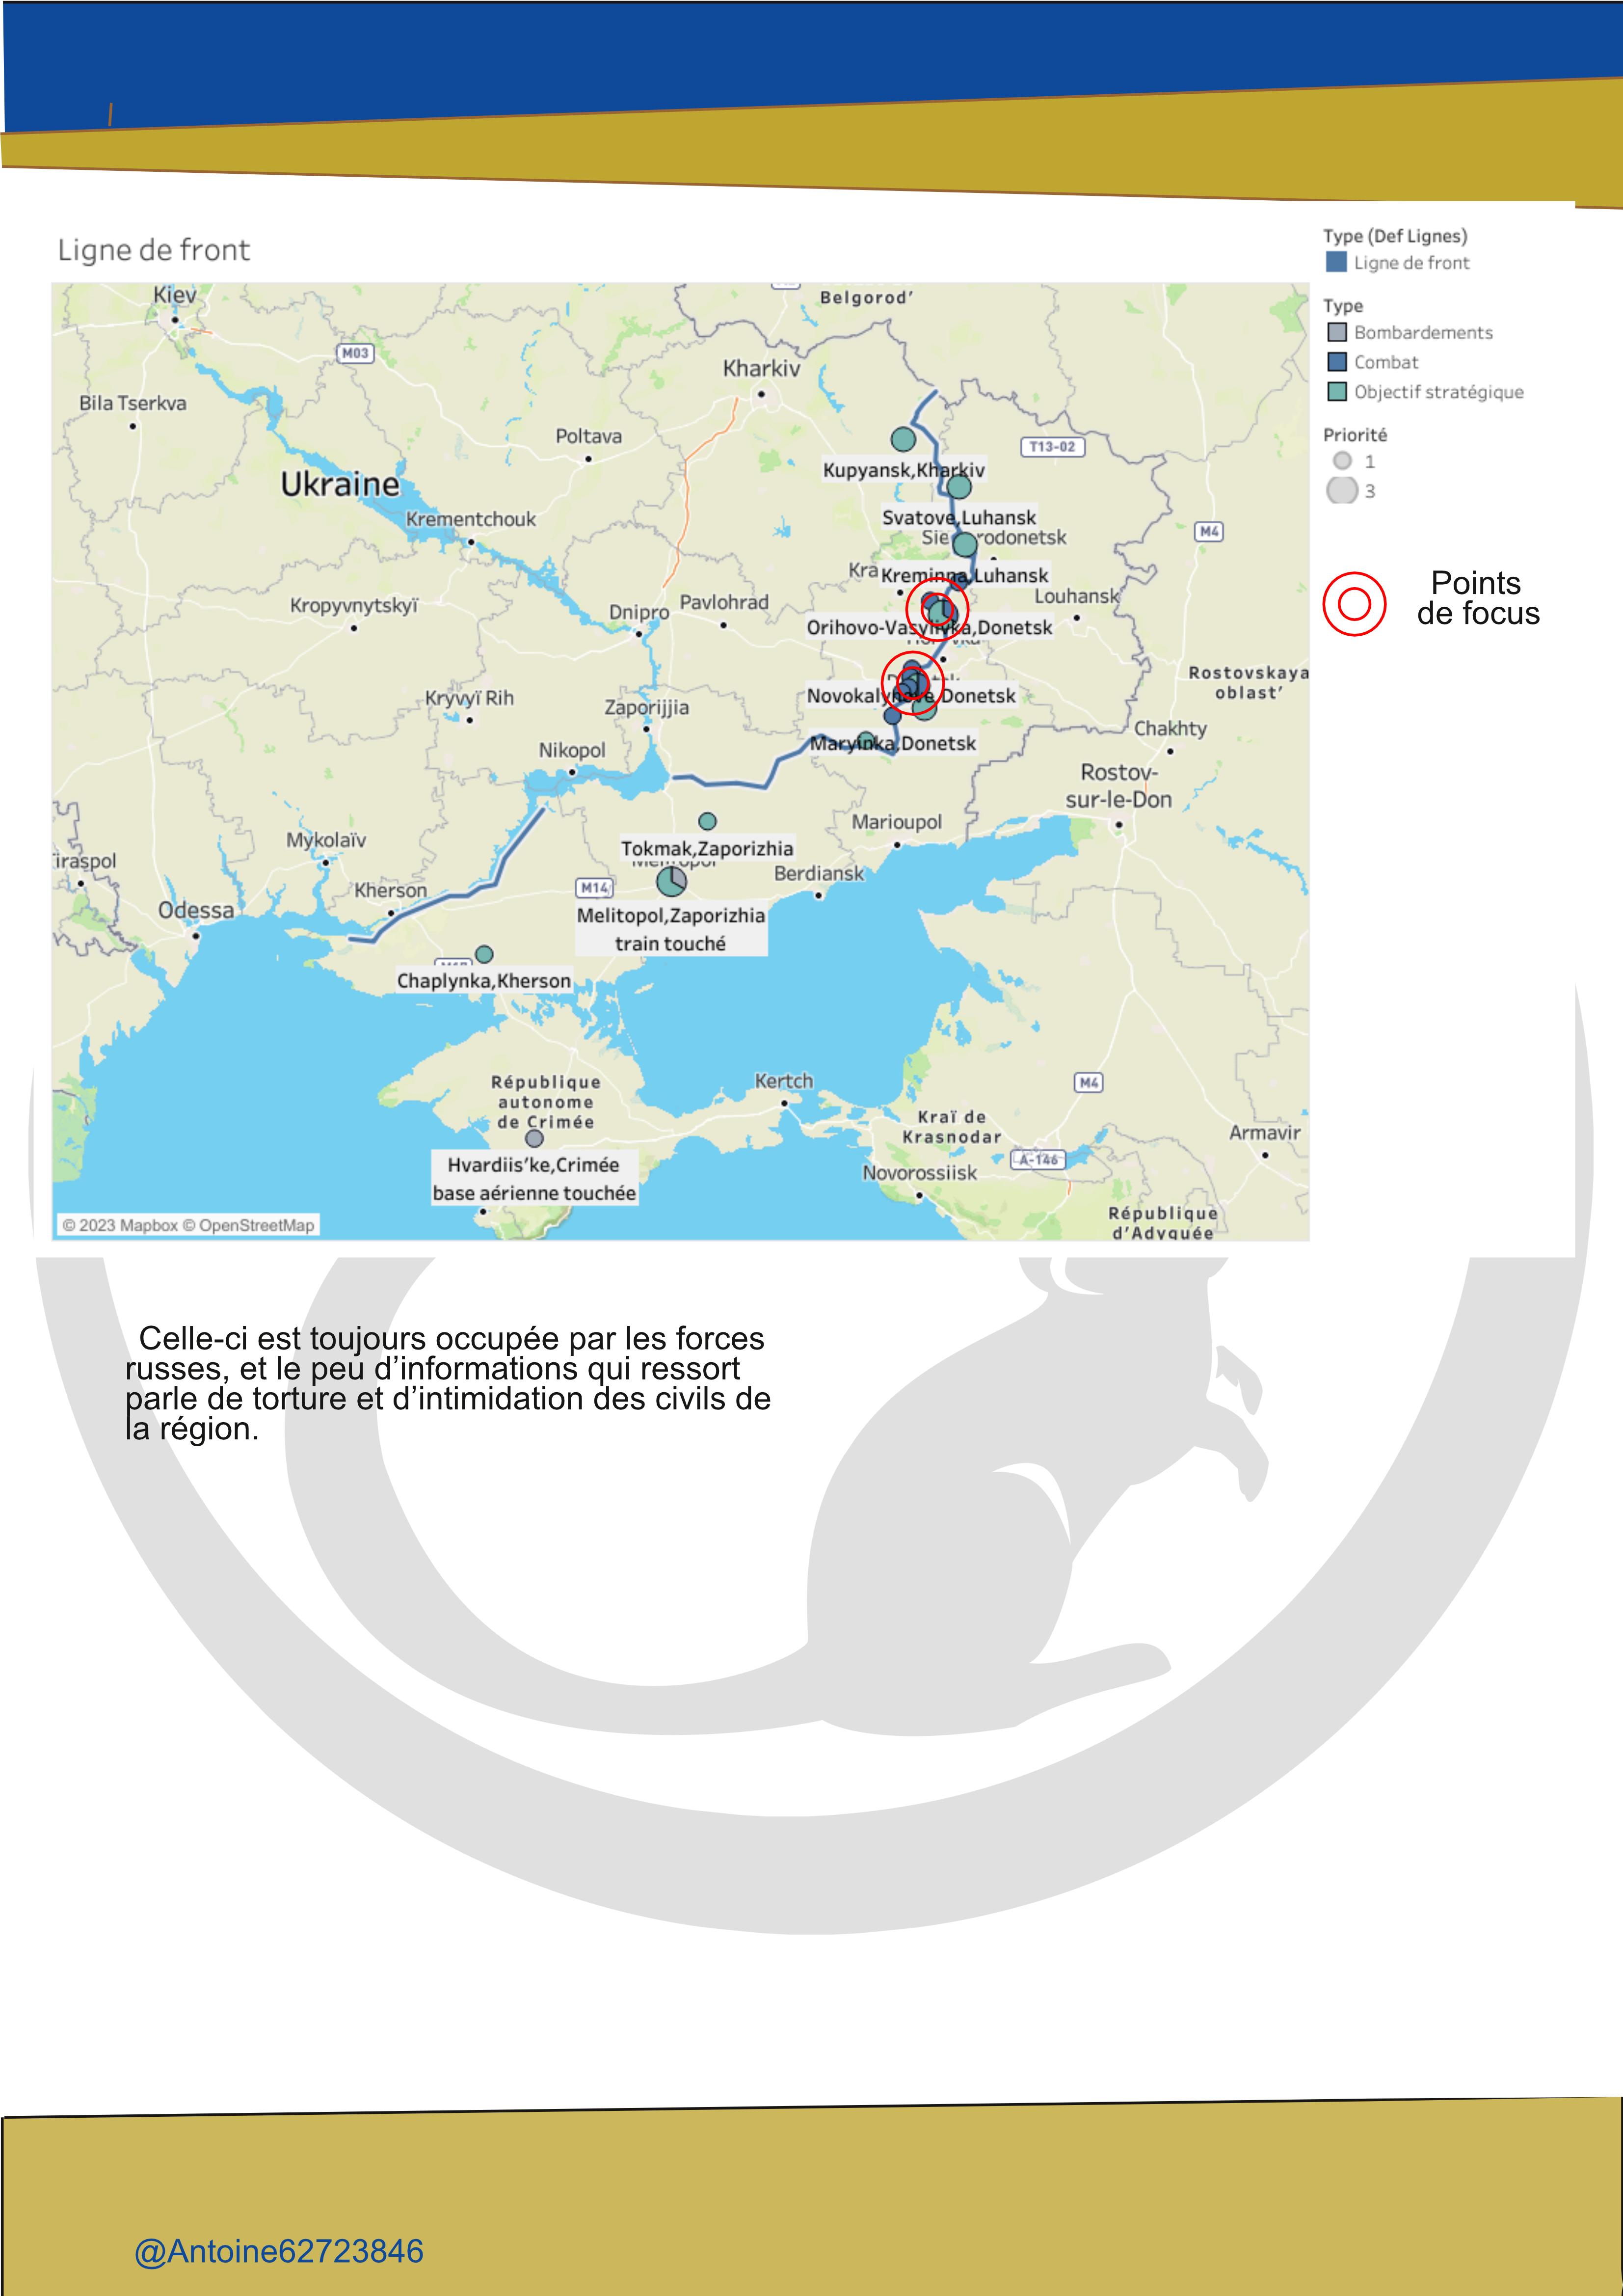 Ligne de front
Type (Def Lignes)
Ligne de front
Type
Bombardements
Combat
Objectif stratégique
Priorité
1
3
Points
de focus
Kiev
Belgorod’
M03
Kharkiv
Bila Tserkva
Poltava
T13-02
Kupyansk,Kharkiv
Ukraine
Svatove,Luhansk
Krementchouk
M4
Kreminna,Luhansk
Louhansk
Kropyvnytskyï
Dnipro
Pavlohrad
Orihovo-Vasylivka,Donetsk
Rostovskaya
oblast’
Kryvyï Rih
Novokalynove,Donetsk
Zaporijjia
Chakhty
Nikopol
Maryinka,Donetsk
Rostov-
sur-le-Don
Marioupol
Mykolaïv
Tokmak,Zaporizhia
iraspol
Berdiansk
Kherson
M14
Odessa
Melitopol,Zaporizhia
train touché
Chaplynka,Kherson
République
autonome
de Crimée
Kertch
M4
Kraï de
Krasnodar
Armavir
A-146
Hvardiis’ke,Crimée
base aérienne touchée
Novorossiisk
République
d’Adyguée
© 2023 Mapbox © OpenStreetMap
Celle-ci est toujours occupée par les forces
russes, et le peu d’informations qui ressort
parle de torture et d’intimidation des civils de
la région.
@Antoine62723846